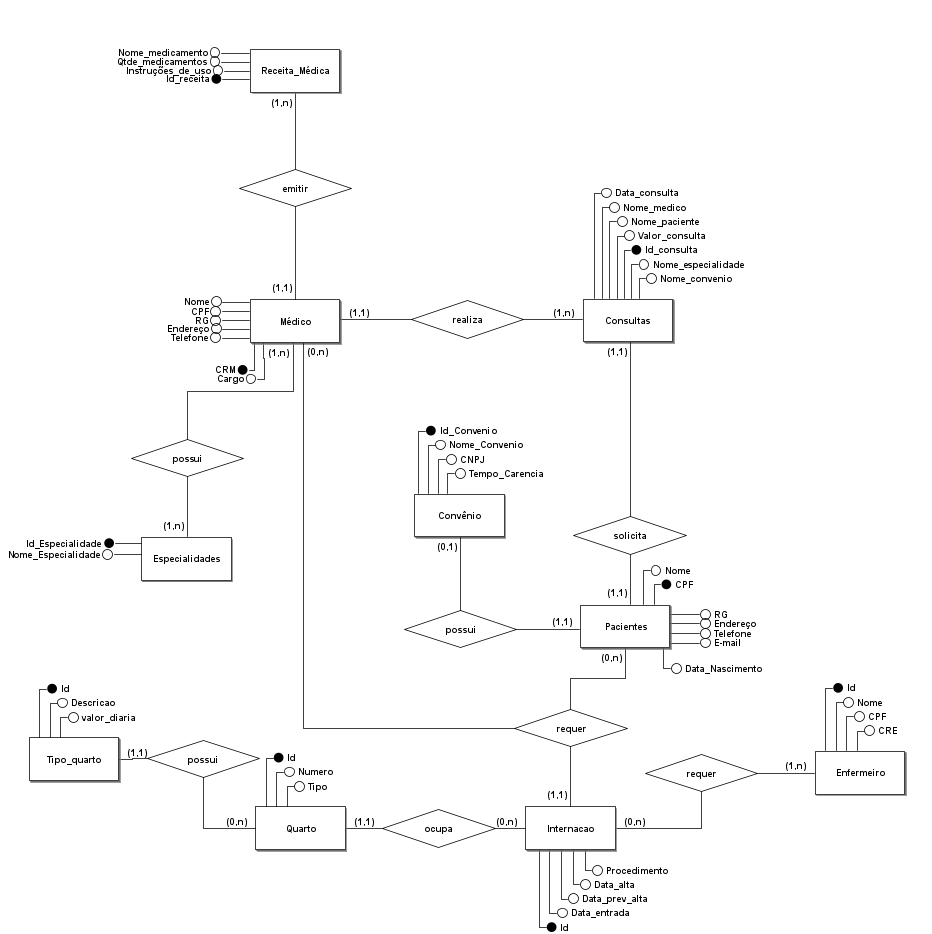 Nome_medicamento
Qtde_medicamentos
Instruções_de_uso
Id_receita
Receita_Médica
(1,n)
emitir
(1,1)
Data_consulta
Nome_medico
Nome_paciente
Valor_consulta
Id_consulta
Nome_especialidade
Nome_convenio
Nome
CPF
RG
Endereço
Telefone
Médico
(1,1)
realiza
(1,n)
Consultas
(1,n)
(0,n)
(1,1)
CRM
Cargo
possui
(1,n)
Id_Especialidade
Nome_Especialidade
Especialidades
Id_Convenio
Nome_Convenio
CNPJ
Tempo_Carencia
Convênio
(0,1)
possui
(1,1)
solicita
(1,1)
Nome
CPF
Pacientes
RG
Endereço
Telefone
E-mail
(0,n)
Data_Nascimento
requer
(1,1)
Id
Descricao
valor_diaria
Tipo_quarto
(1,1)
possui
(0,n)
Id
Numero
Tipo
Quarto
(1,1)
ocupa
(0,n)
Internacao
(0,n)
requer
(1,n)
Id
Nome
CPF
CRE
Enfermeiro
Procedimento
Data_alta
Data_prev_alta
Data_entrada
Id